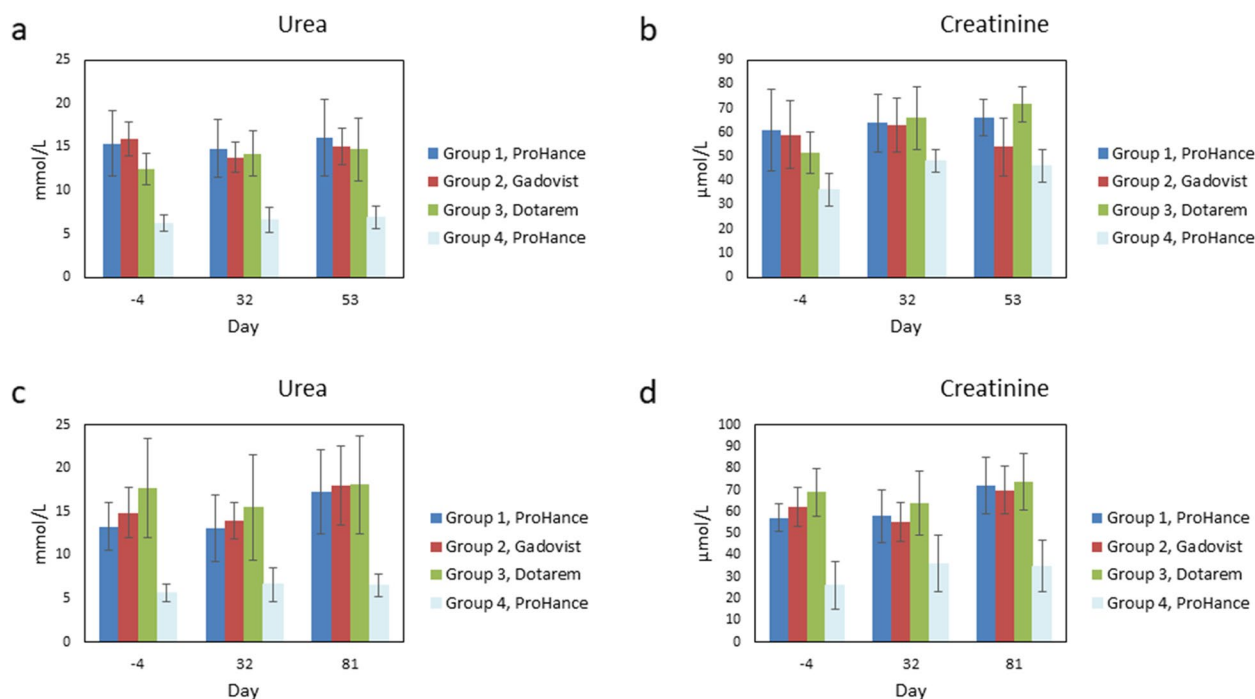 a
Urea
mmol/L
25
20
15
10
5
0
-4
32
53
Day
Group 1, ProHance
Group 2, Gadovist
Group 3, Dotarem
Group 4, ProHance
b
Creatinine
µmol/L
90
80
70
60
50
40
30
20
10
0
-4
32
53
Day
Group 1, ProHance
Group 2, Gadovist
Group 3, Dotarem
Group 4, ProHance
c
Urea
mmol/L
25
20
15
10
5
0
-4
32
81
Day
Group 1, ProHance
Group 2, Gadovist
Group 3, Dotarem
Group 4, ProHance
d
Creatinine
µmol/L
100
90
80
70
60
50
40
30
20
10
0
-4
32
81
Day
Group 1, ProHance
Group 2, Gadovist
Group 3, Dotarem
Group 4, ProHance